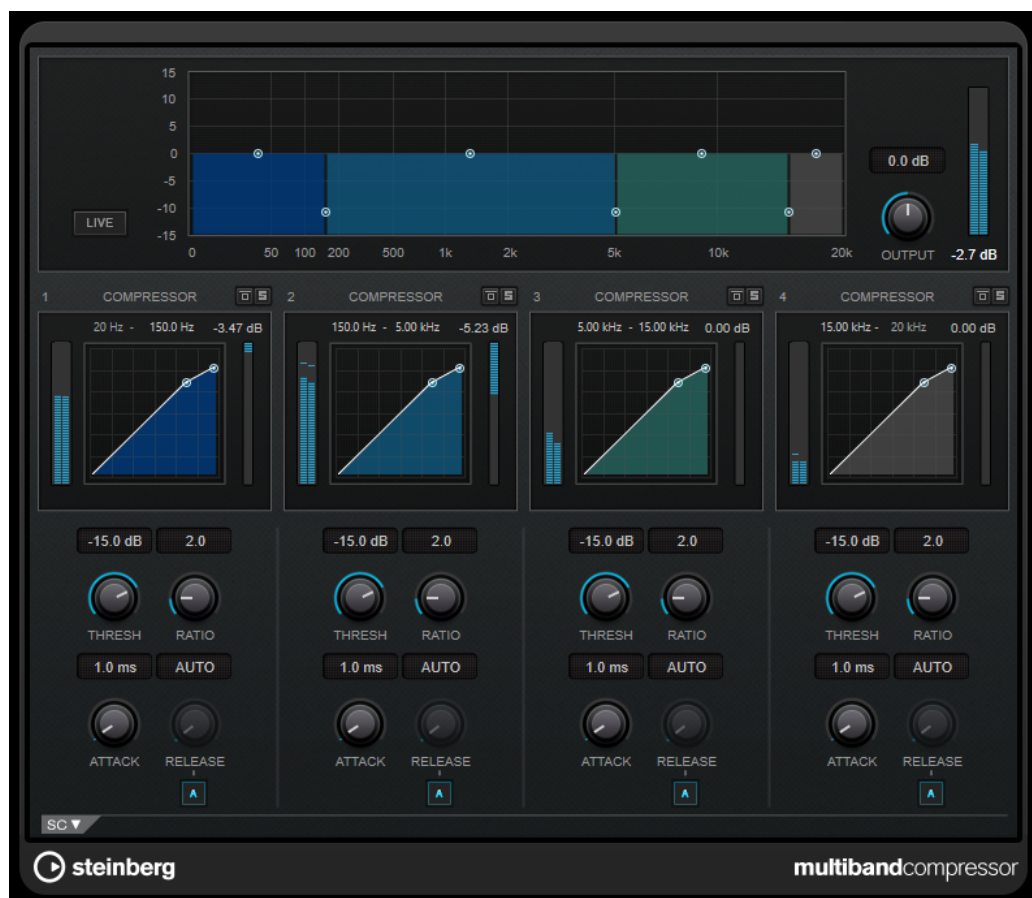 15
10
5
0
-5
-10
-15
LIVE
0 50 100 200 500 1k 2k 5k 10k 20k
0.0 dB
OUTPUT -2.7 dB
1 COMPRESSOR S 2 COMPRESSOR S 3 COMPRESSOR S 4 COMPRESSOR S
20 Hz - 150.0 Hz -3.47 dB 150.0 Hz - 5.00 kHz -5.23 dB 5.00 kHz - 15.00 kHz 0.00 dB 15.00 kHz - 20 kHz 0.00 dB
-15.0 dB 2.0 -15.0 dB 2.0 -15.0 dB 2.0 -15.0 dB 2.0
THRESH RATIO THRESH RATIO THRESH RATIO THRESH RATIO
1.0 ms AUTO 1.0 ms AUTO 1.0 ms AUTO 1.0 ms AUTO
ATTACK RELEASE ATTACK RELEASE ATTACK RELEASE ATTACK RELEASE
A A A A
SC ▼
steinberg multibandcompressor